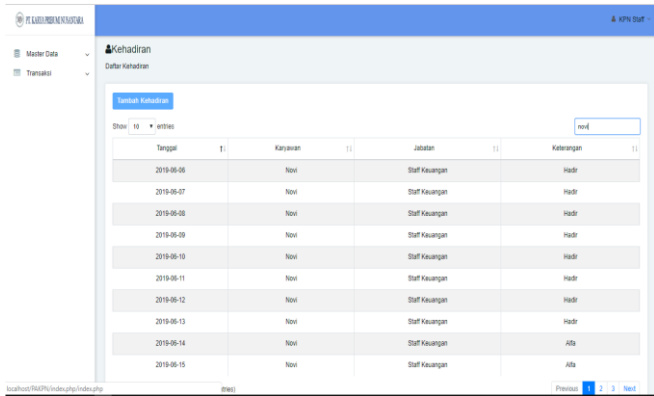 PT. KARYA PRIDUMI NUSANTARA
KPN Staff
Master Data
Transaksi
Kehadiran
Daftar Kehadiran
Tambah Kehadiran
Show 10 entries
novi
Tanggal Karyawan Jabatan Keterangan
2019-06-06 Novi Staff Keuangan Hadir
2019-06-07 Novi Staff Keuangan Hadir
2019-06-08 Novi Staff Keuangan Hadir
2019-06-09 Novi Staff Keuangan Hadir
2019-06-10 Novi Staff Keuangan Hadir
2019-06-11 Novi Staff Keuangan Hadir
2019-06-12 Novi Staff Keuangan Hadir
2019-06-13 Novi Staff Keuangan Hadir
2019-06-14 Novi Staff Keuangan Alfa
2019-06-15 Novi Staff Keuangan Alfa
localhost/PAKPN/index.php/index.php
tries)
Previous 1 2 3 Next